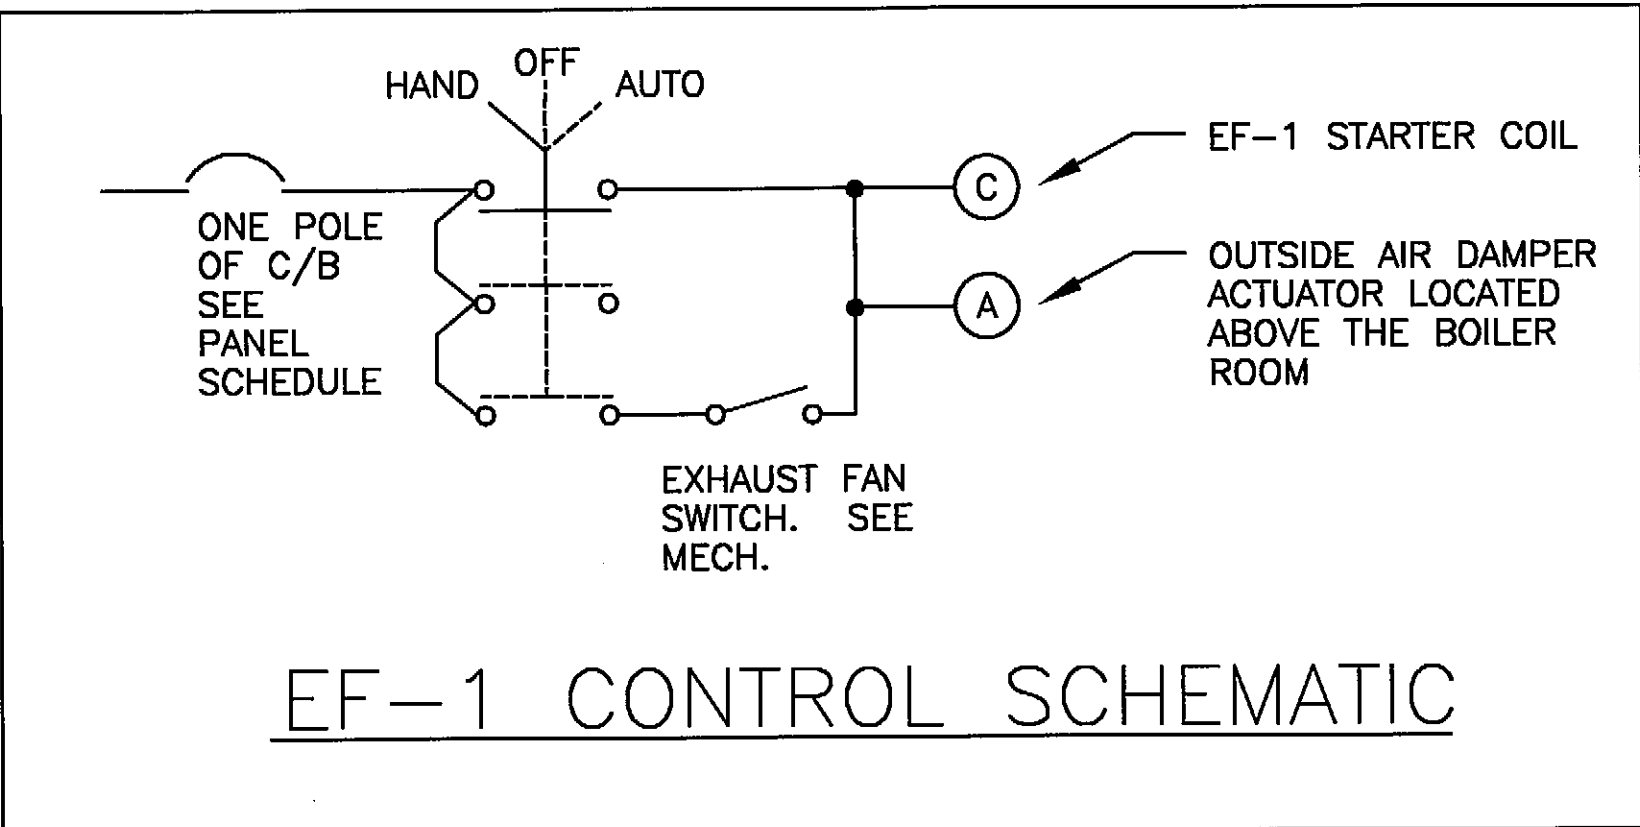 OFF
HAND
AUTO
EF-1 STARTER COIL
C
ONE POLE
OF C/B
SEE
PANEL
SCHEDULE
OUTSIDE AIR DAMPER
ACTUATOR LOCATED
ABOVE THE BOILER
ROOM
A
EXHAUST FAN
SWITCH. SEE
MECH.
EF-1 CONTROL SCHEMATIC